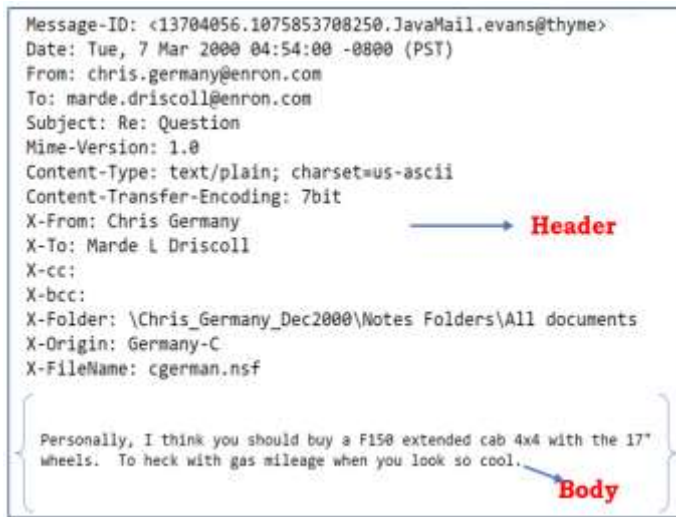 Message-ID: <13704056.1075853708250.JavaMail.evans@thyme>
Date: Tue, 7 Mar 2000 04:54:00 -0800 (PST)
From: chris.germany@enron.com
To: marde.driscoll@enron.com
Subject: Re: Question
Mime-Version: 1.0
Content-Type: text/plain; charset=us-ascii
Content-Transfer-Encoding: 7bit
X-From: Chris Germany
Header
X-To: Marde L Driscoll
X-cc:
X-bcc:
X-Folder: \Chris_Germany_Dec2000\Notes Folders\All documents
X-Origin: Germany-C
X-FileName: cgerman.nsf
Personally, I think you should buy a F150 extended cab 4x4 with the 17"
wheels.  To heck with gas mileage when you look so cool.
Body